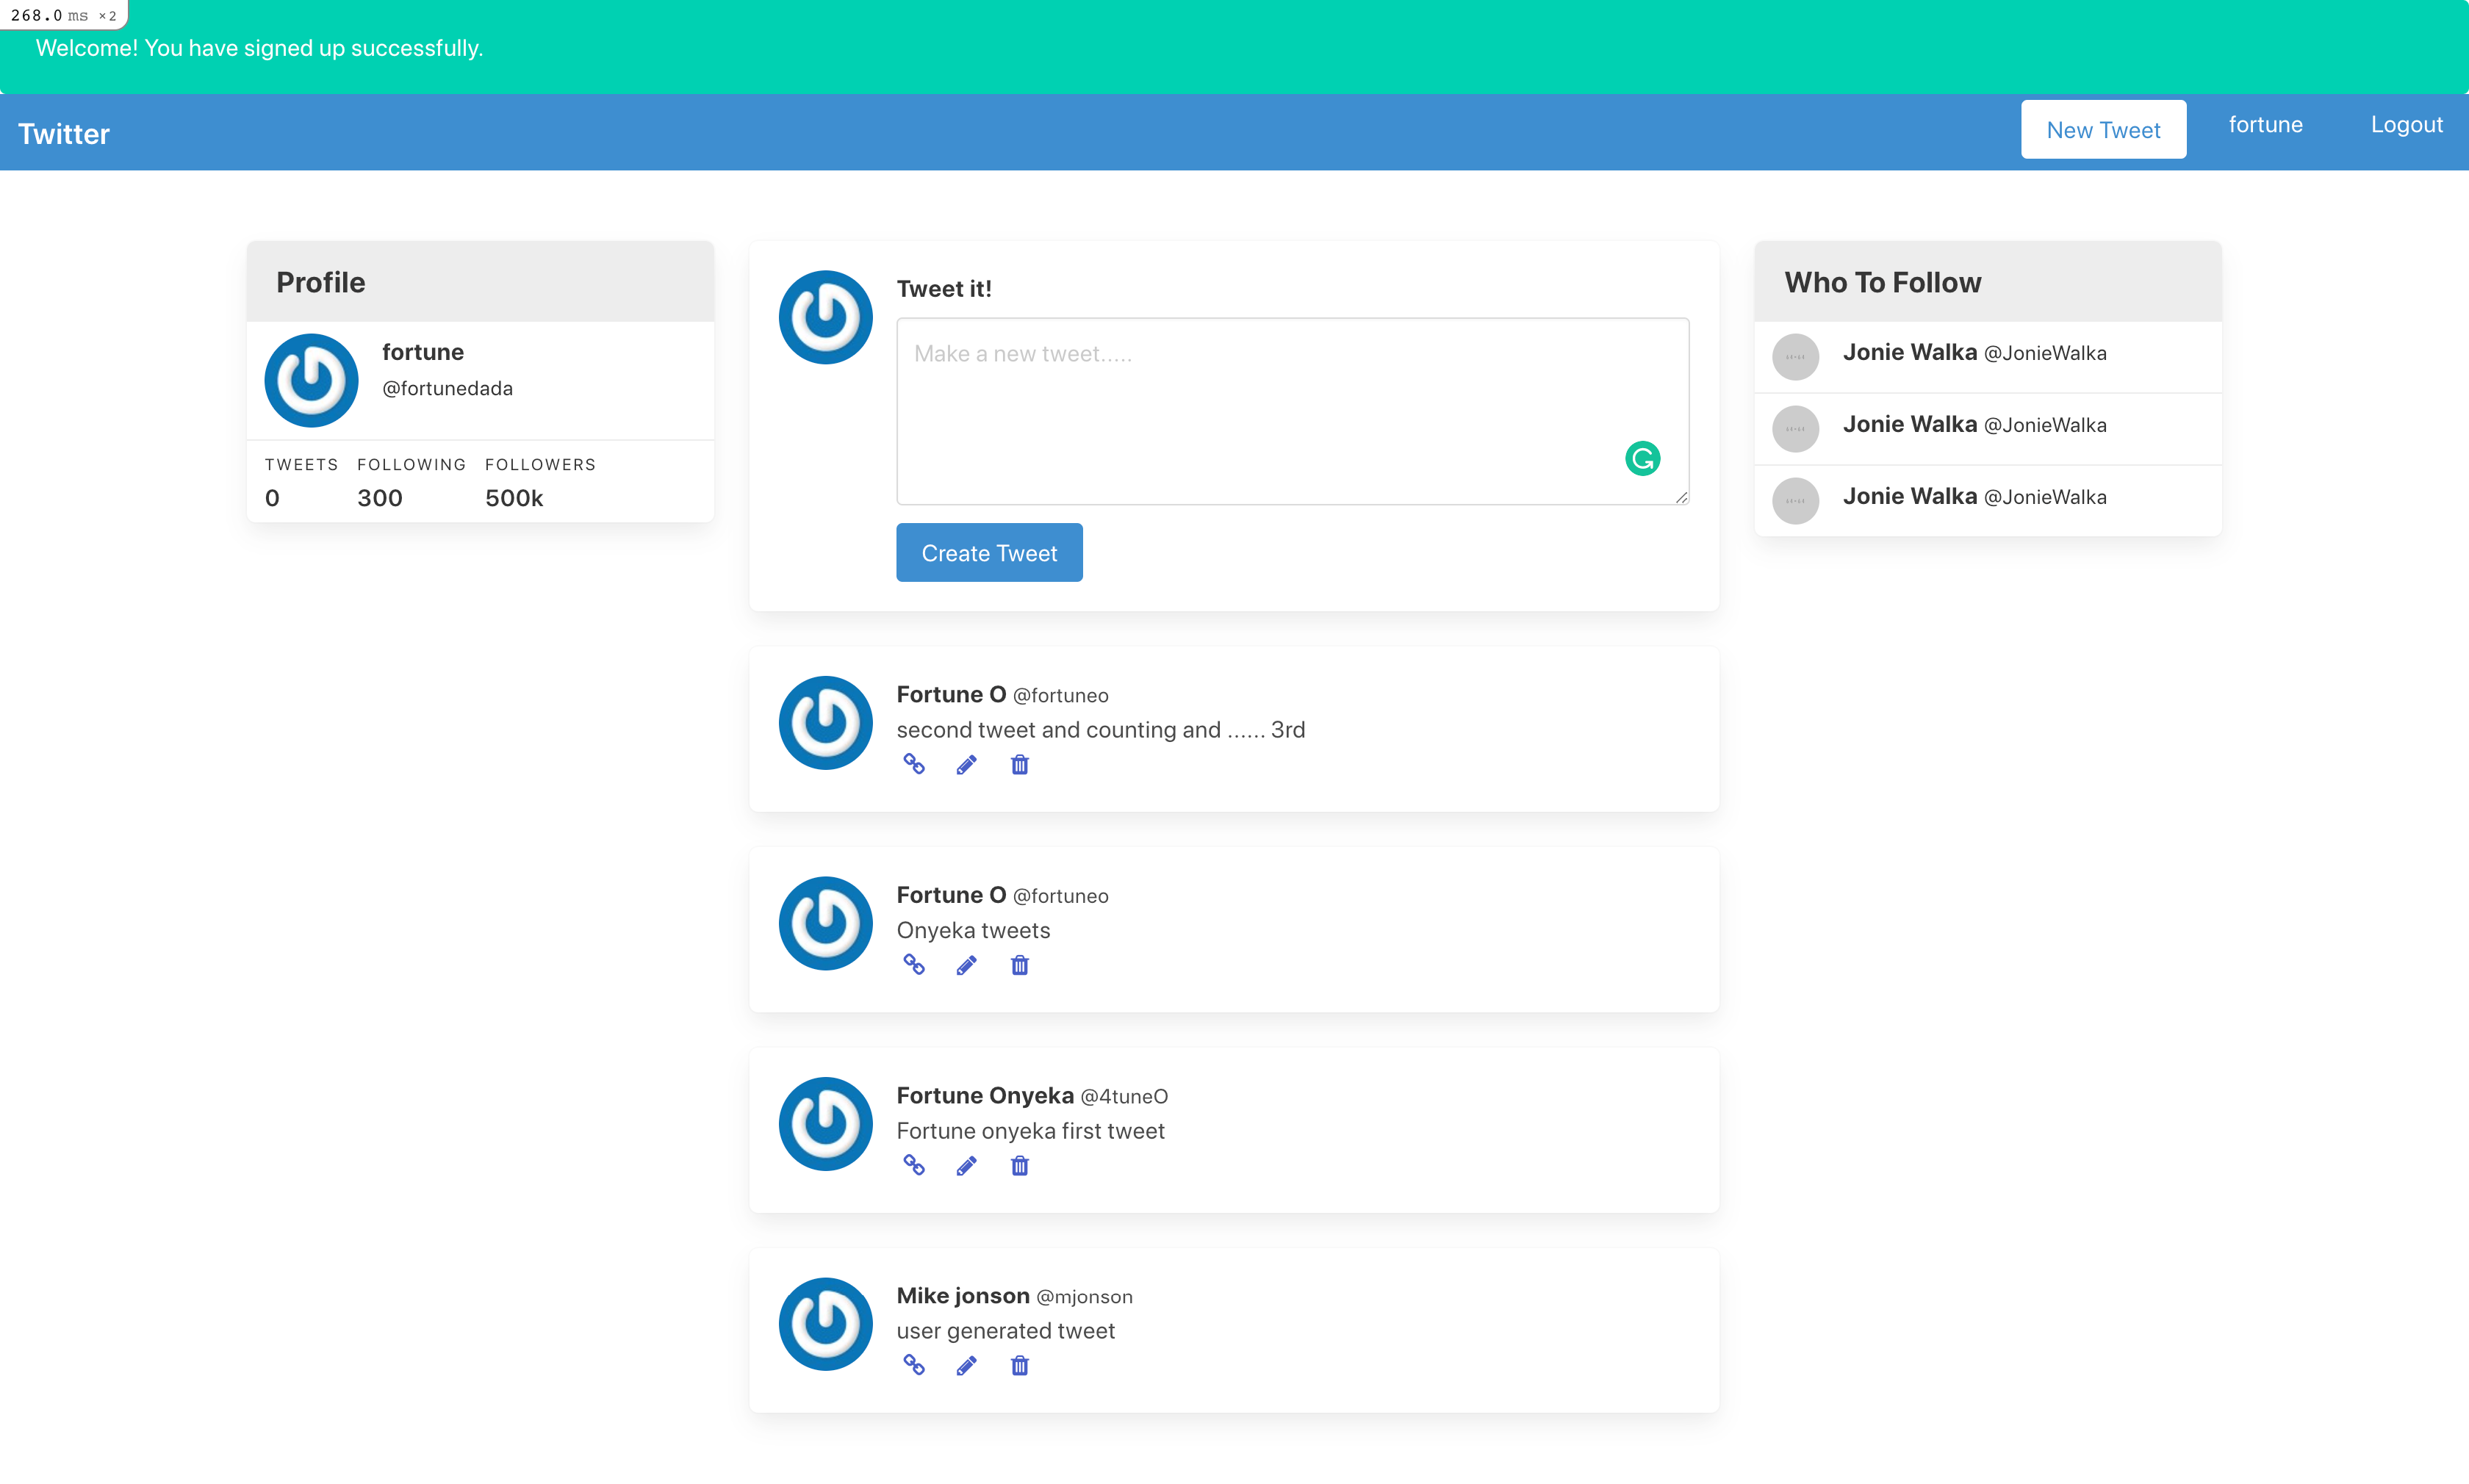 268.0 ms ×2
Welcome! You have signed up successfully.
Twitter
New Tweet
fortune
Logout
Profile
fortune
@fortunedada
TWEETS FOLLOWING FOLLOWERS
0 300 500k
Tweet it!
Make a new tweet.....
Create Tweet
Fortune O @fortuneo
second tweet and counting and ...... 3rd
Fortune O @fortuneo
Onyeka tweets
Fortune Onyeka @4tuneO
Fortune onyeka first tweet
Mike jonson @mjonson
user generated tweet
Who To Follow
Jonie Walka @JonieWalka
Jonie Walka @JonieWalka
Jonie Walka @JonieWalka